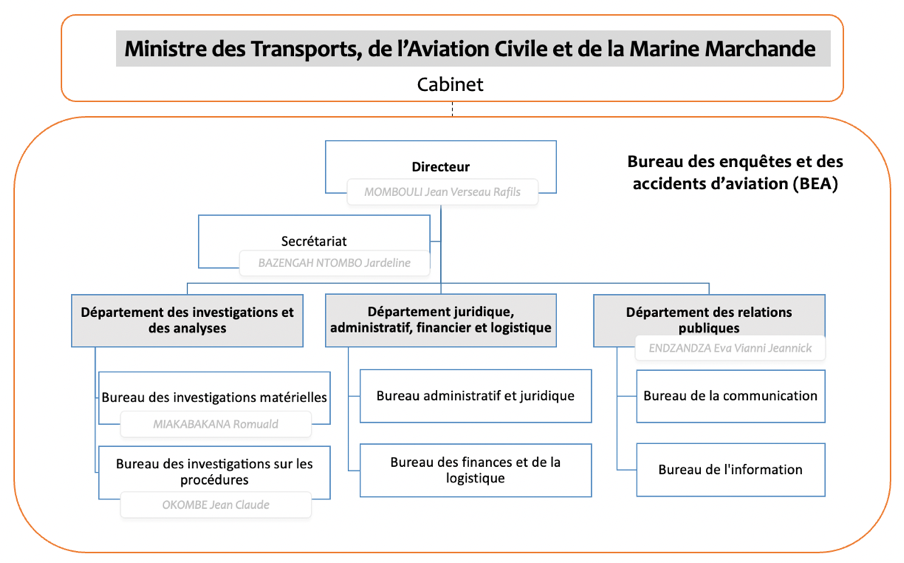 Ministre des Transports, de l’Aviation Civile et de la Marine Marchande
Cabinet
Bureau des enquêtes et des
accidents d’aviation (BEA)
Directeur
MOMBOULI Jean Verseau Rafils
Secrétariat
BAZENGAH NTOMBO Jardeline
Département des investigations et
des analyses
Département juridique,
administratif, financier et logistique
Département des relations
publiques
ENDZANDZA Eva Vianni Jeannick
Bureau des investigations matérielles
MIAKABAKANA Romuald
Bureau administratif et juridique
Bureau de la communication
Bureau des investigations sur les
procédures
OKOMBE Jean Claude
Bureau des finances et de la
logistique
Bureau de l'information